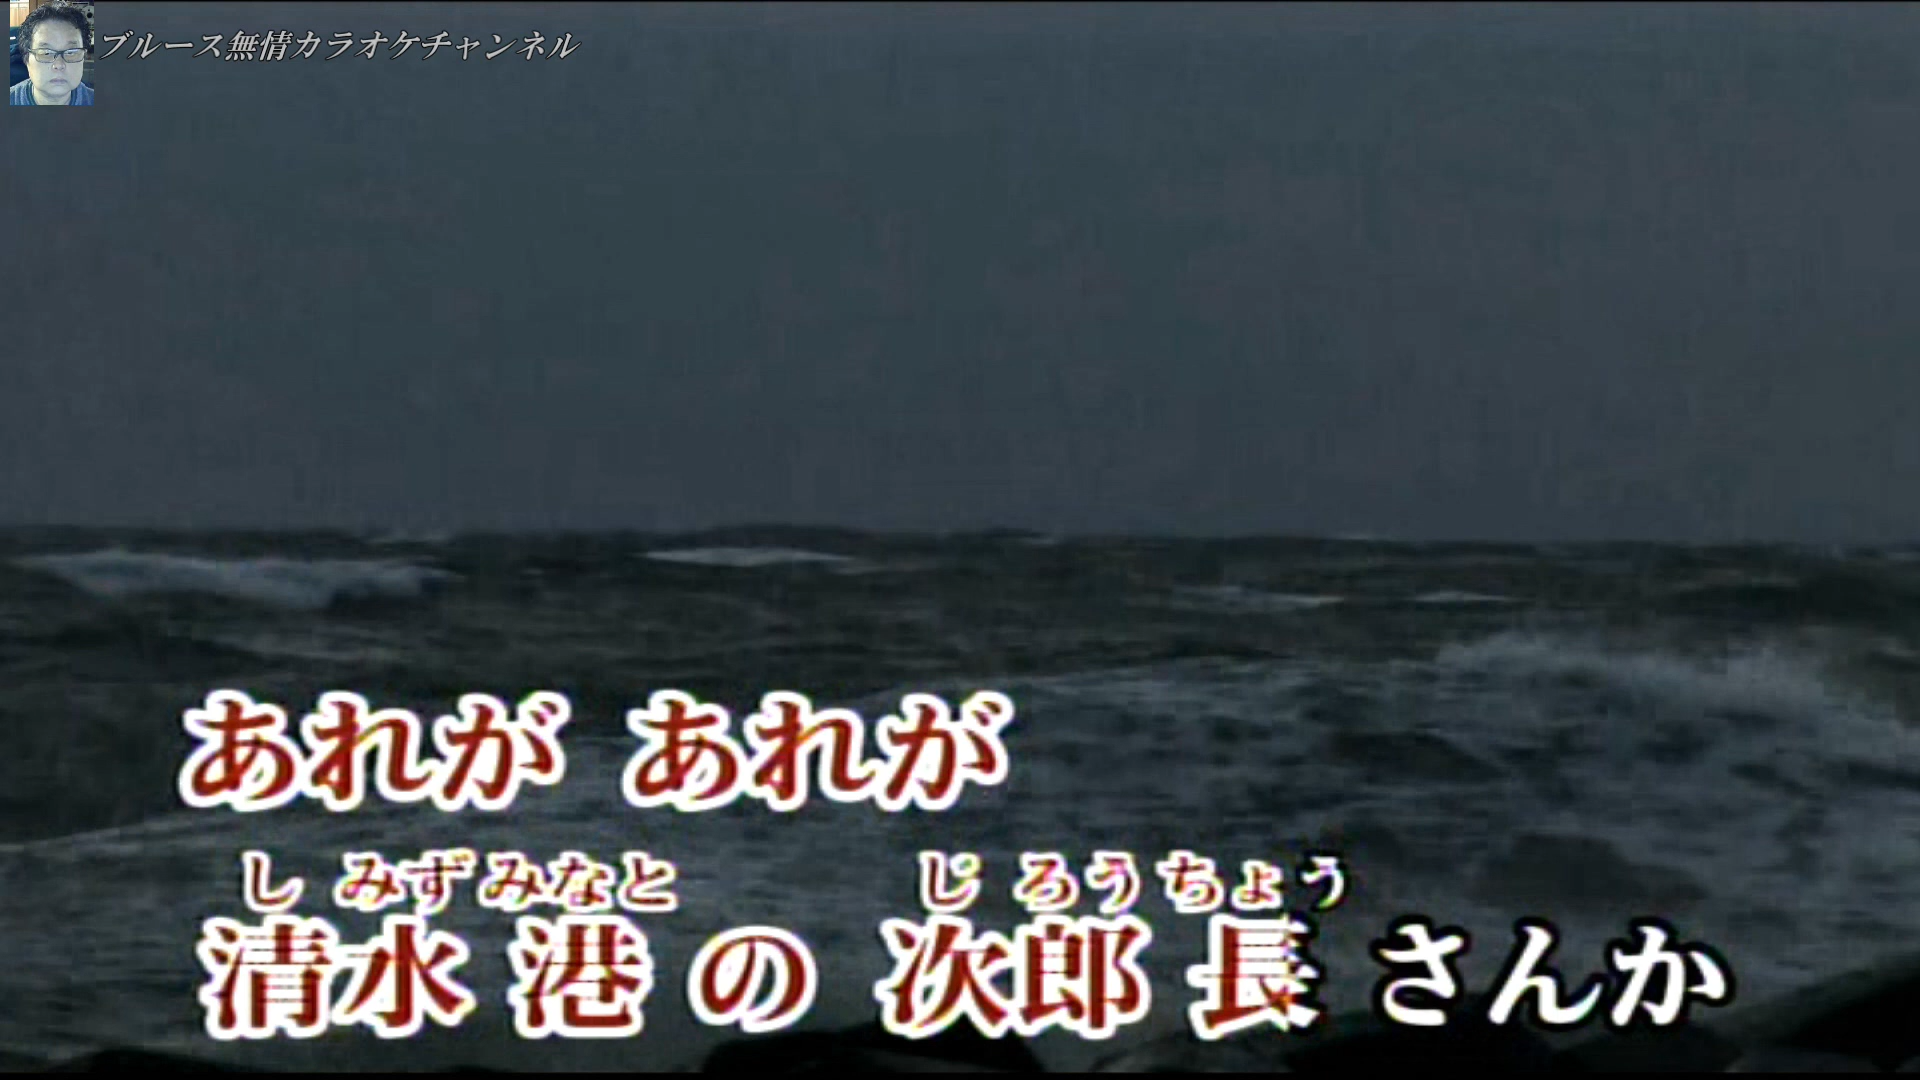 ブルース無情カラオケチャンネル
あれが あれが
しみずみなと じろうちょう
清水港の 次郎長さんか